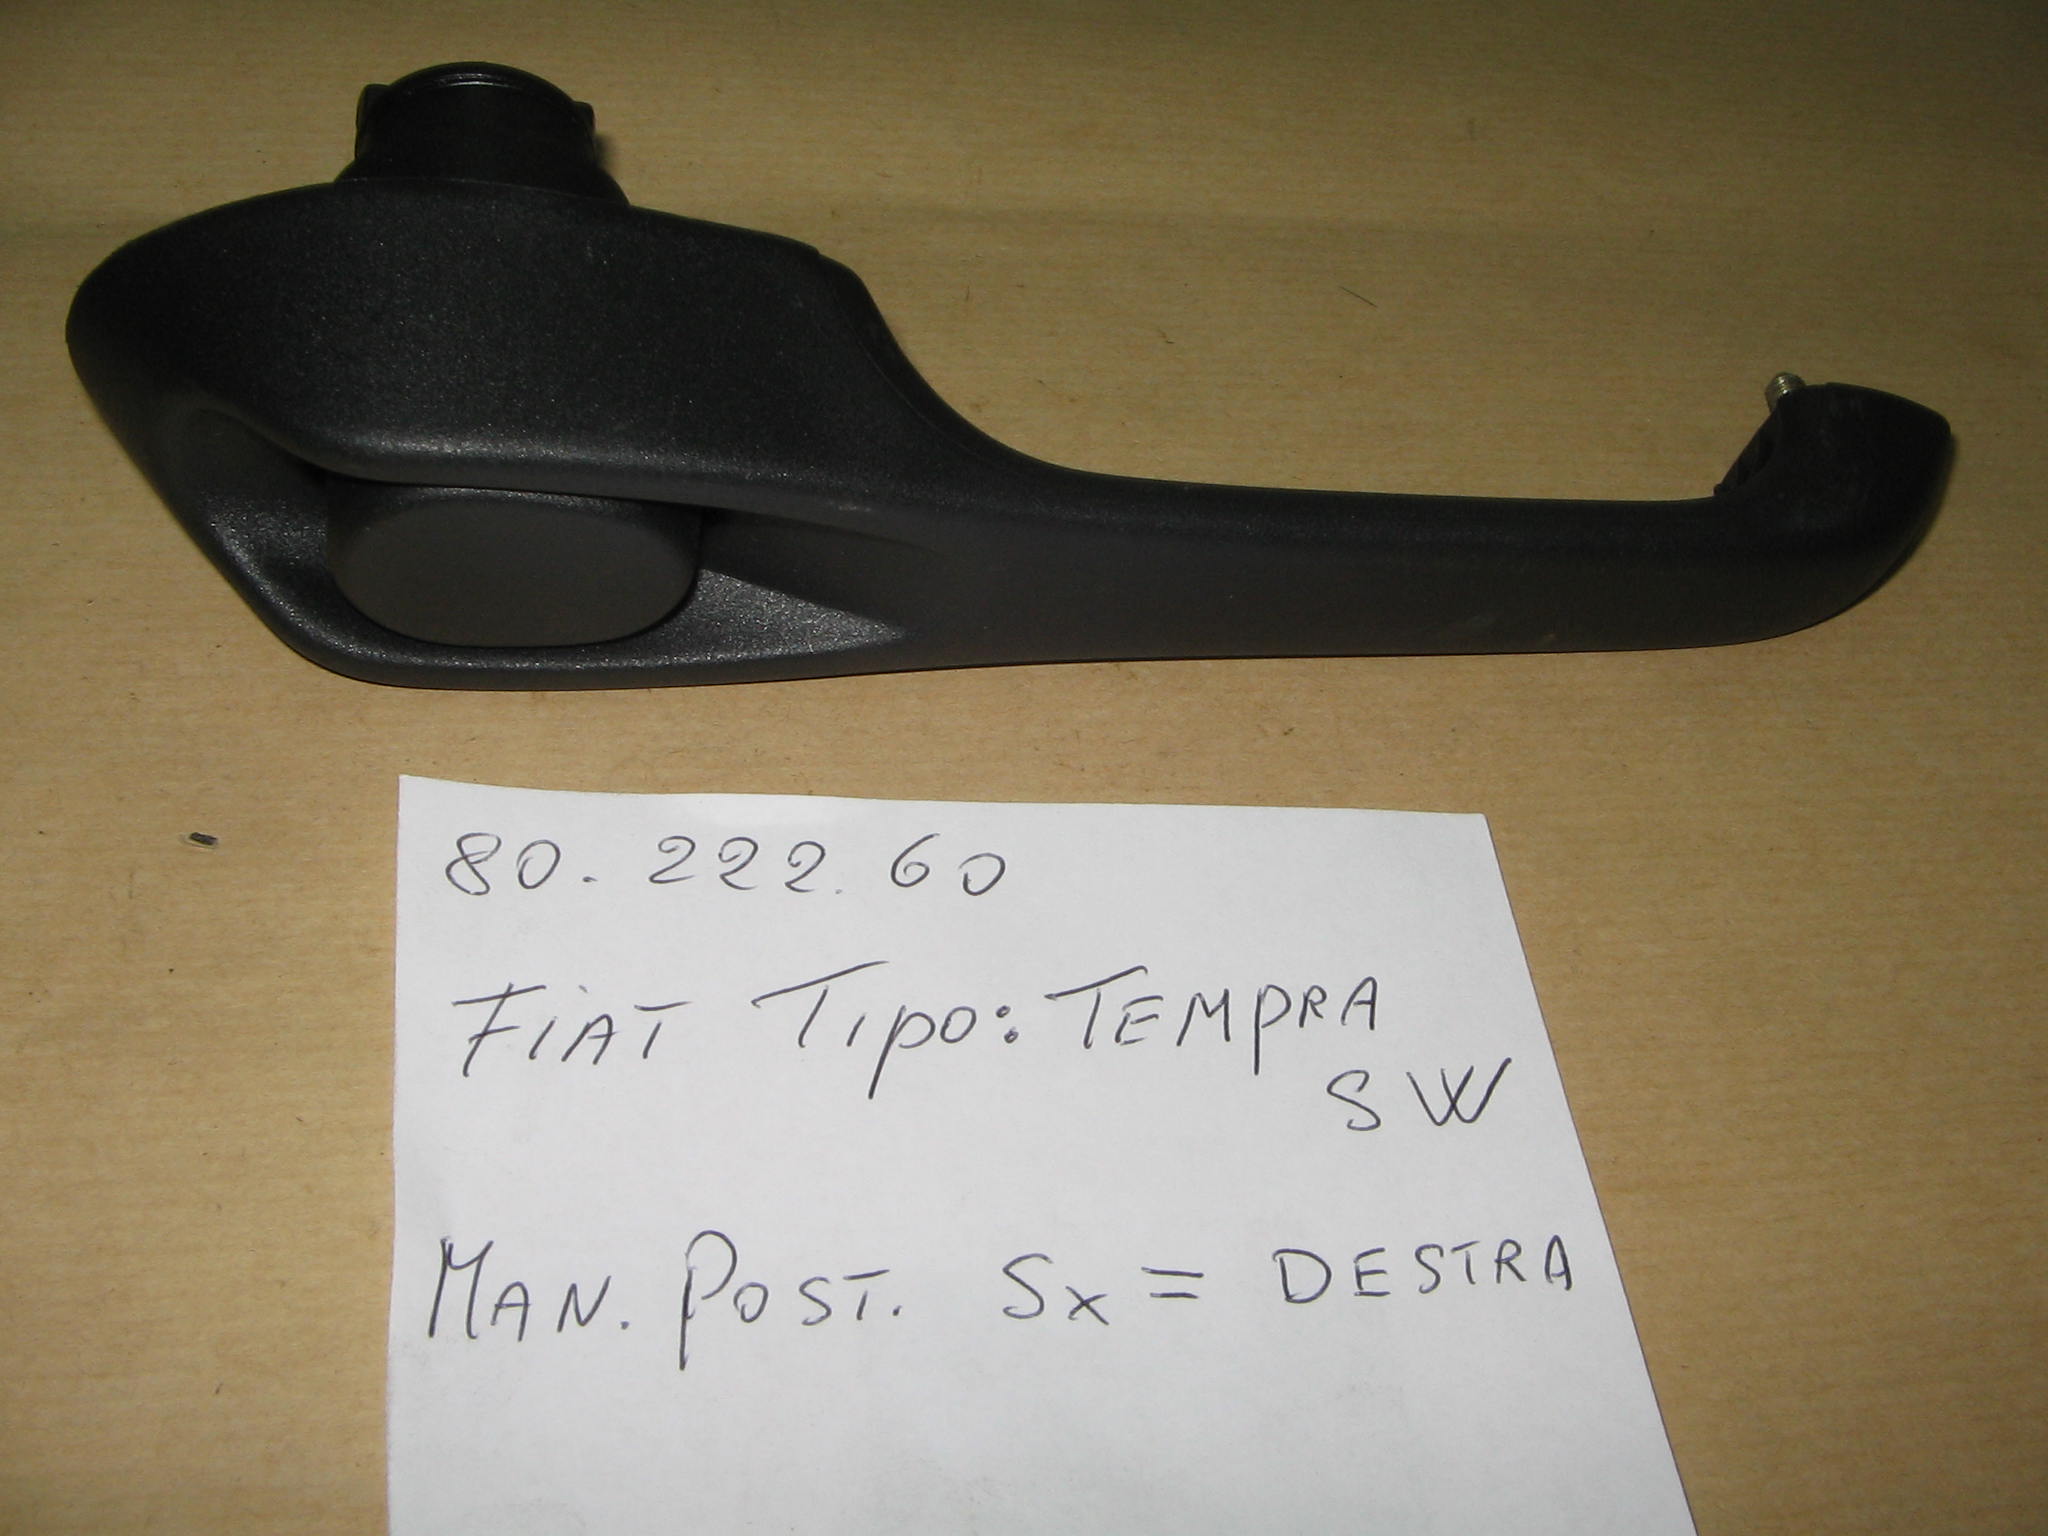 80.222.60
FIAT TIPO: TEMPRA
SW
MAN. POST. Sx = DESTRA